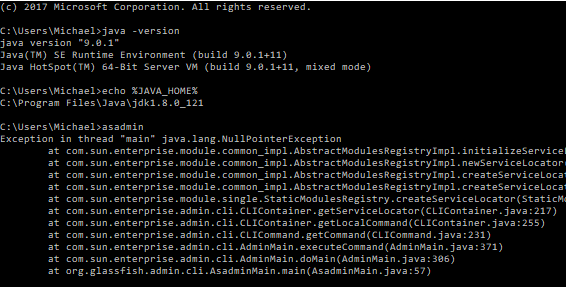 (c) 2017 Microsoft Corporation. All rights reserved.
C:\Users\Michael>java -version
java version "9.0.1"
Java(TM) SE Runtime Environment (build 9.0.1+11)
Java HotSpot(TM) 64-Bit Server VM (build 9.0.1+11, mixed mode)
C:\Users\Michael>echo %JAVA_HOME%
C:\Program Files\Java\jdk1.8.0_121
C:\Users\Michael>asadmin
Exception in thread "main" java.lang.NullPointerException
at com.sun.enterprise.module.common_impl.AbstractModulesRegistryImpl.initializeServiceL
at com.sun.enterprise.module.common_impl.AbstractModulesRegistryImpl.newServiceLocator(
at com.sun.enterprise.module.common_impl.AbstractModulesRegistryImpl.createServiceLocat
at com.sun.enterprise.module.common_impl.AbstractModulesRegistryImpl.createServiceLocat
at com.sun.enterprise.module.single.StaticModulesRegistry.createServiceLocator(StaticMo
at com.sun.enterprise.admin.cli.CLIContainer.getServiceLocator(CLIContainer.java:217)
at com.sun.enterprise.admin.cli.CLIContainer.getLocalCommand(CLIContainer.java:255)
at com.sun.enterprise.admin.cli.CLICommand.getCommand(CLICommand.java:231)
at com.sun.enterprise.admin.cli.AdminMain.executeCommand(AdminMain.java:371)
at com.sun.enterprise.admin.cli.AdminMain.doMain(AdminMain.java:306)
at org.glassfish.admin.cli.AsadminMain.main(AsadminMain.java:57)